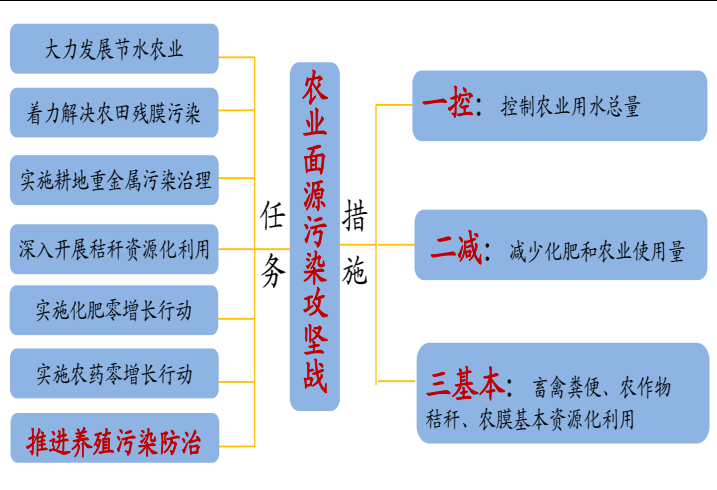 大力发展节水农业
着力解决农田残膜污染
实施耕地重金属污染治理
深入开展秸秆资源化利用
实施化肥零增长行动
实施农药零增长行动
推进养殖污染防治
任务
农业面源污染攻坚战
措施
一控：控制农业用水总量
二减：减少化肥和农业使用量
三基本：畜禽粪便、农作物
秸秆、农膜基本资源化利用